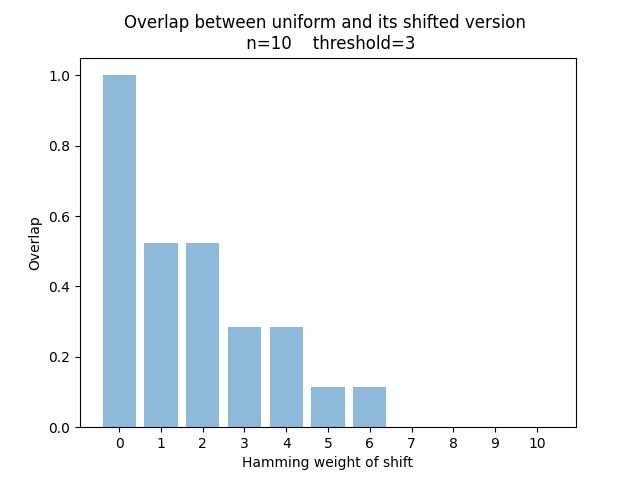 Overlap between uniform and its shifted version
n=10    threshold=3
Overlap
1.0
0.8
0.6
0.4
0.2
0.0
0 1 2 3 4 5 6 7 8 9 10
Hamming weight of shift